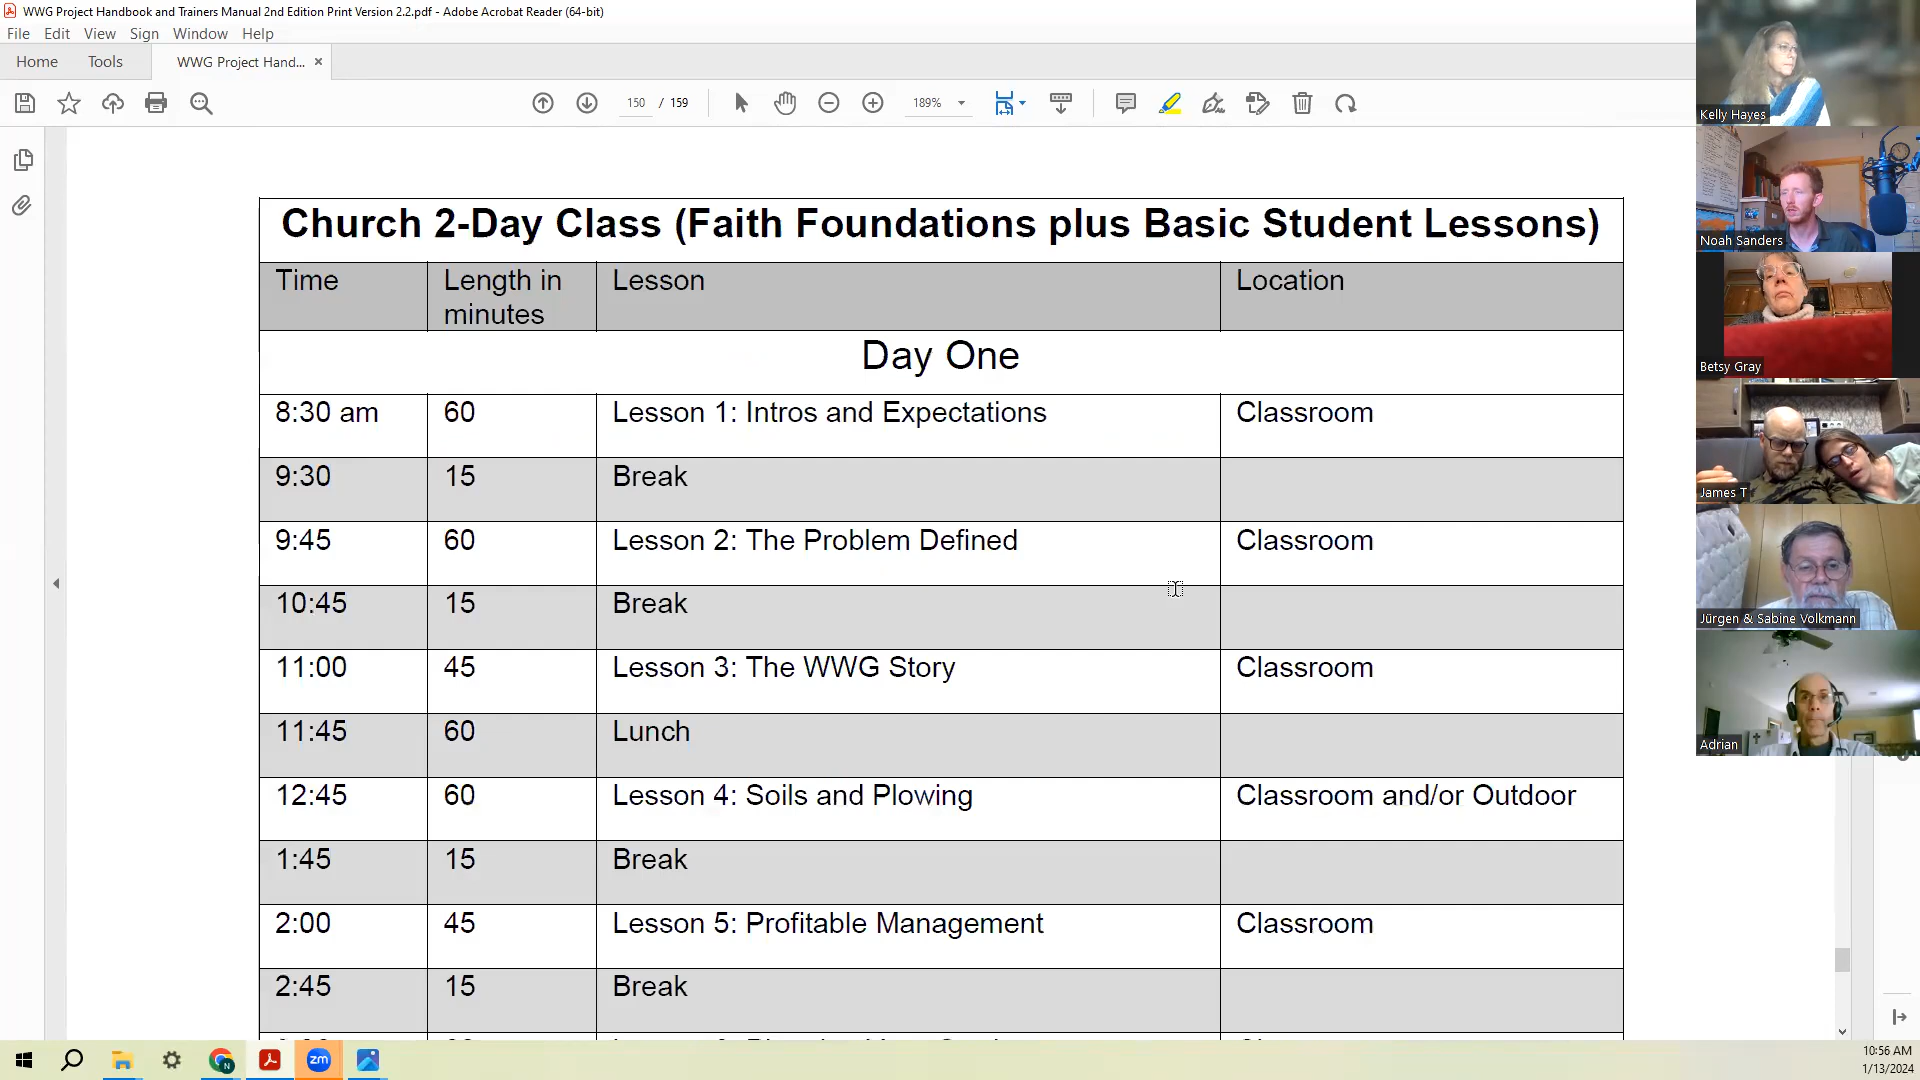 WWG Project Handbook and Trainers Manual 2nd Edition Print Version 2.2.pdf - Adobe Acrobat Reader (64-bit)
File Edit View Sign Window Help
Home Tools WWG Project Hand... ×
150 / 159 189%
Church 2-Day Class (Faith Foundations plus Basic Student Lessons)
Time Length in minutes Lesson Location
Day One
8:30 am 60 Lesson 1: Intros and Expectations Classroom
9:30 15 Break
9:45 60 Lesson 2: The Problem Defined Classroom
10:45 15 Break
11:00 45 Lesson 3: The WWG Story Classroom
11:45 60 Lunch
12:45 60 Lesson 4: Soils and Plowing Classroom and/or Outdoor
1:45 15 Break
2:00 45 Lesson 5: Profitable Management Classroom
2:45 15 Break
Kelly Hayes
Noah Sanders
Betsy Gray
James T
Jürgen & Sabine Volkmann
Adrian
N
zm
10:56 AM
1/13/2024